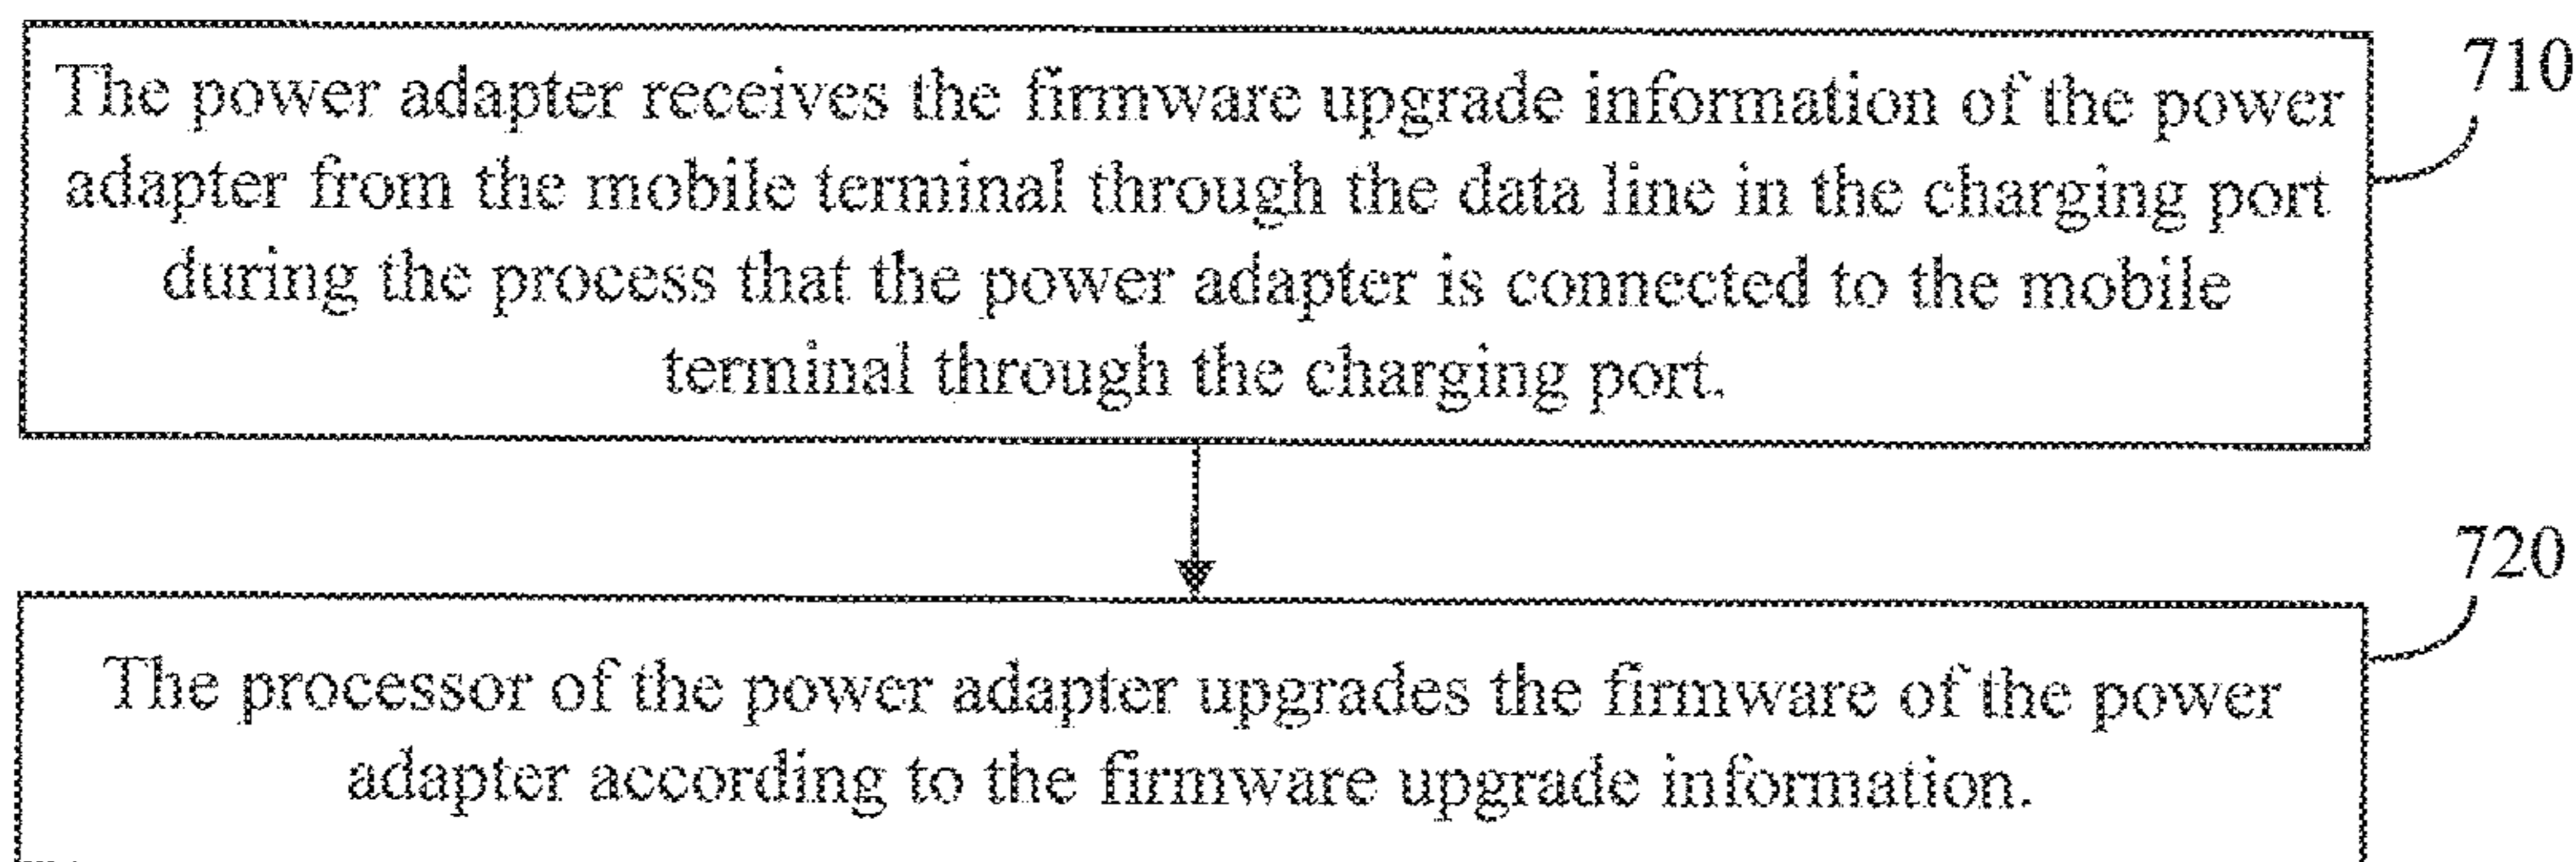 The power adapter receives the firmware upgrade information of the power
adapter from the mobile terminal through the data line in the charging port
during the process that the power adapter is connected to the mobile
terminal through the charging port.
710
The processor of the power adapter upgrades the firmware of the power
adapter according to the firmware upgrade information.
720